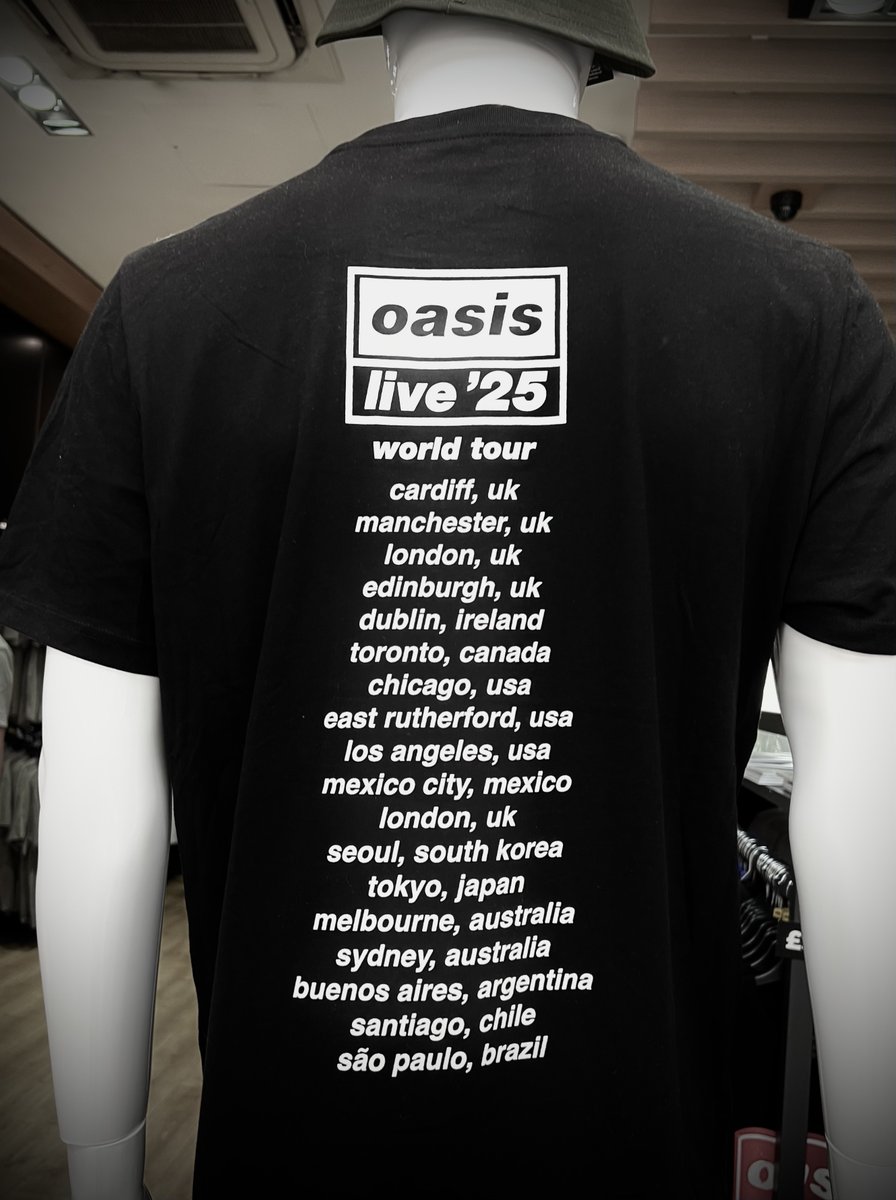 oasis
live '25
world tour
cardiff, uk
manchester, uk
london, uk
edinburgh, uk
dublin, ireland
toronto, canada
chicago, usa
east rutherford, usa
los angeles, usa
mexico city, mexico
london, uk
seoul, south korea
tokyo, japan
melbourne, australia
sydney, australia
buenos aires, argentina
santiago, chile
são paulo, brazil
£